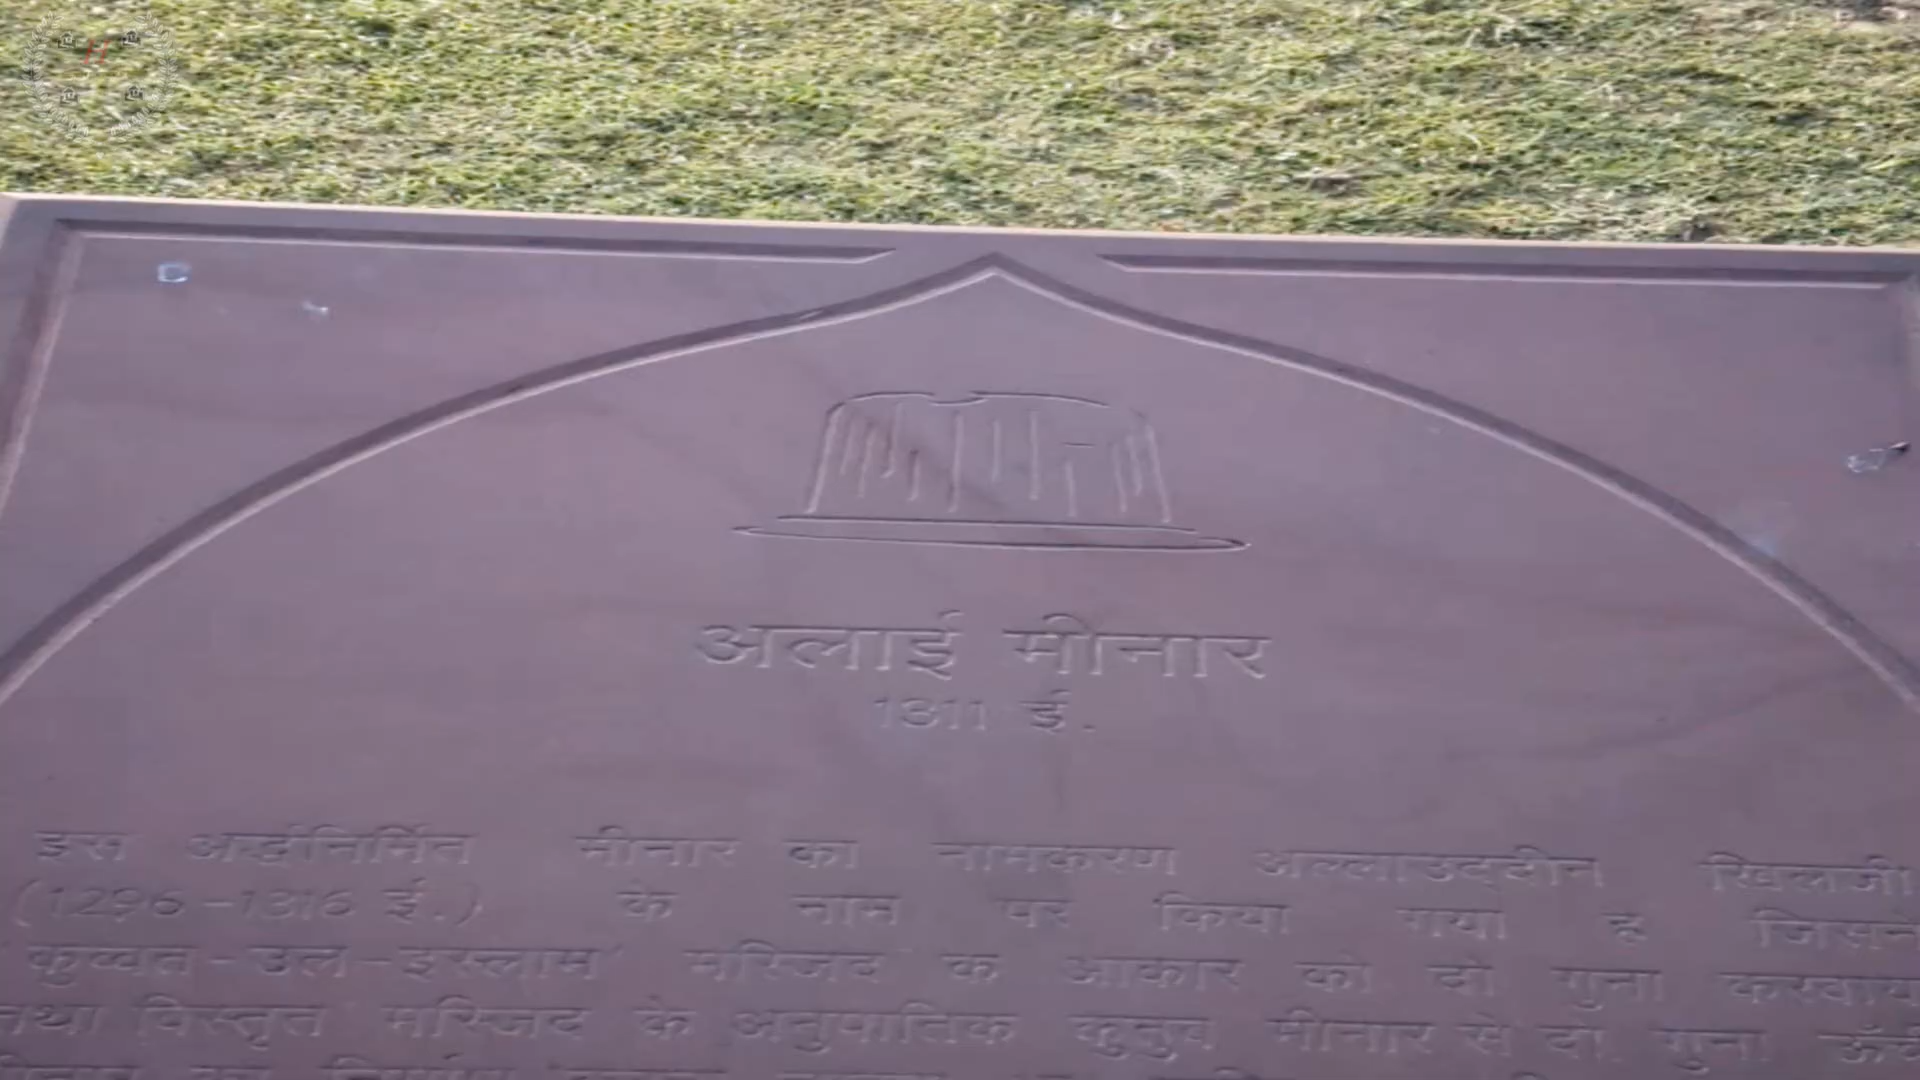 अलाई मीनार
1311 ई.
इस अर्द्धनिर्मित मीनार का नामकरण अल्लाउद्दीन खिलजी
(1296-1316 ई.) के नाम पर किया गया है जिसने
'कुव्वत-उल-इस्लाम' मस्जिद के आकार को दो गुना करवाया
तथा विस्तृत मस्जिद के अनुपातिक कुतुब मीनार से दो गुना